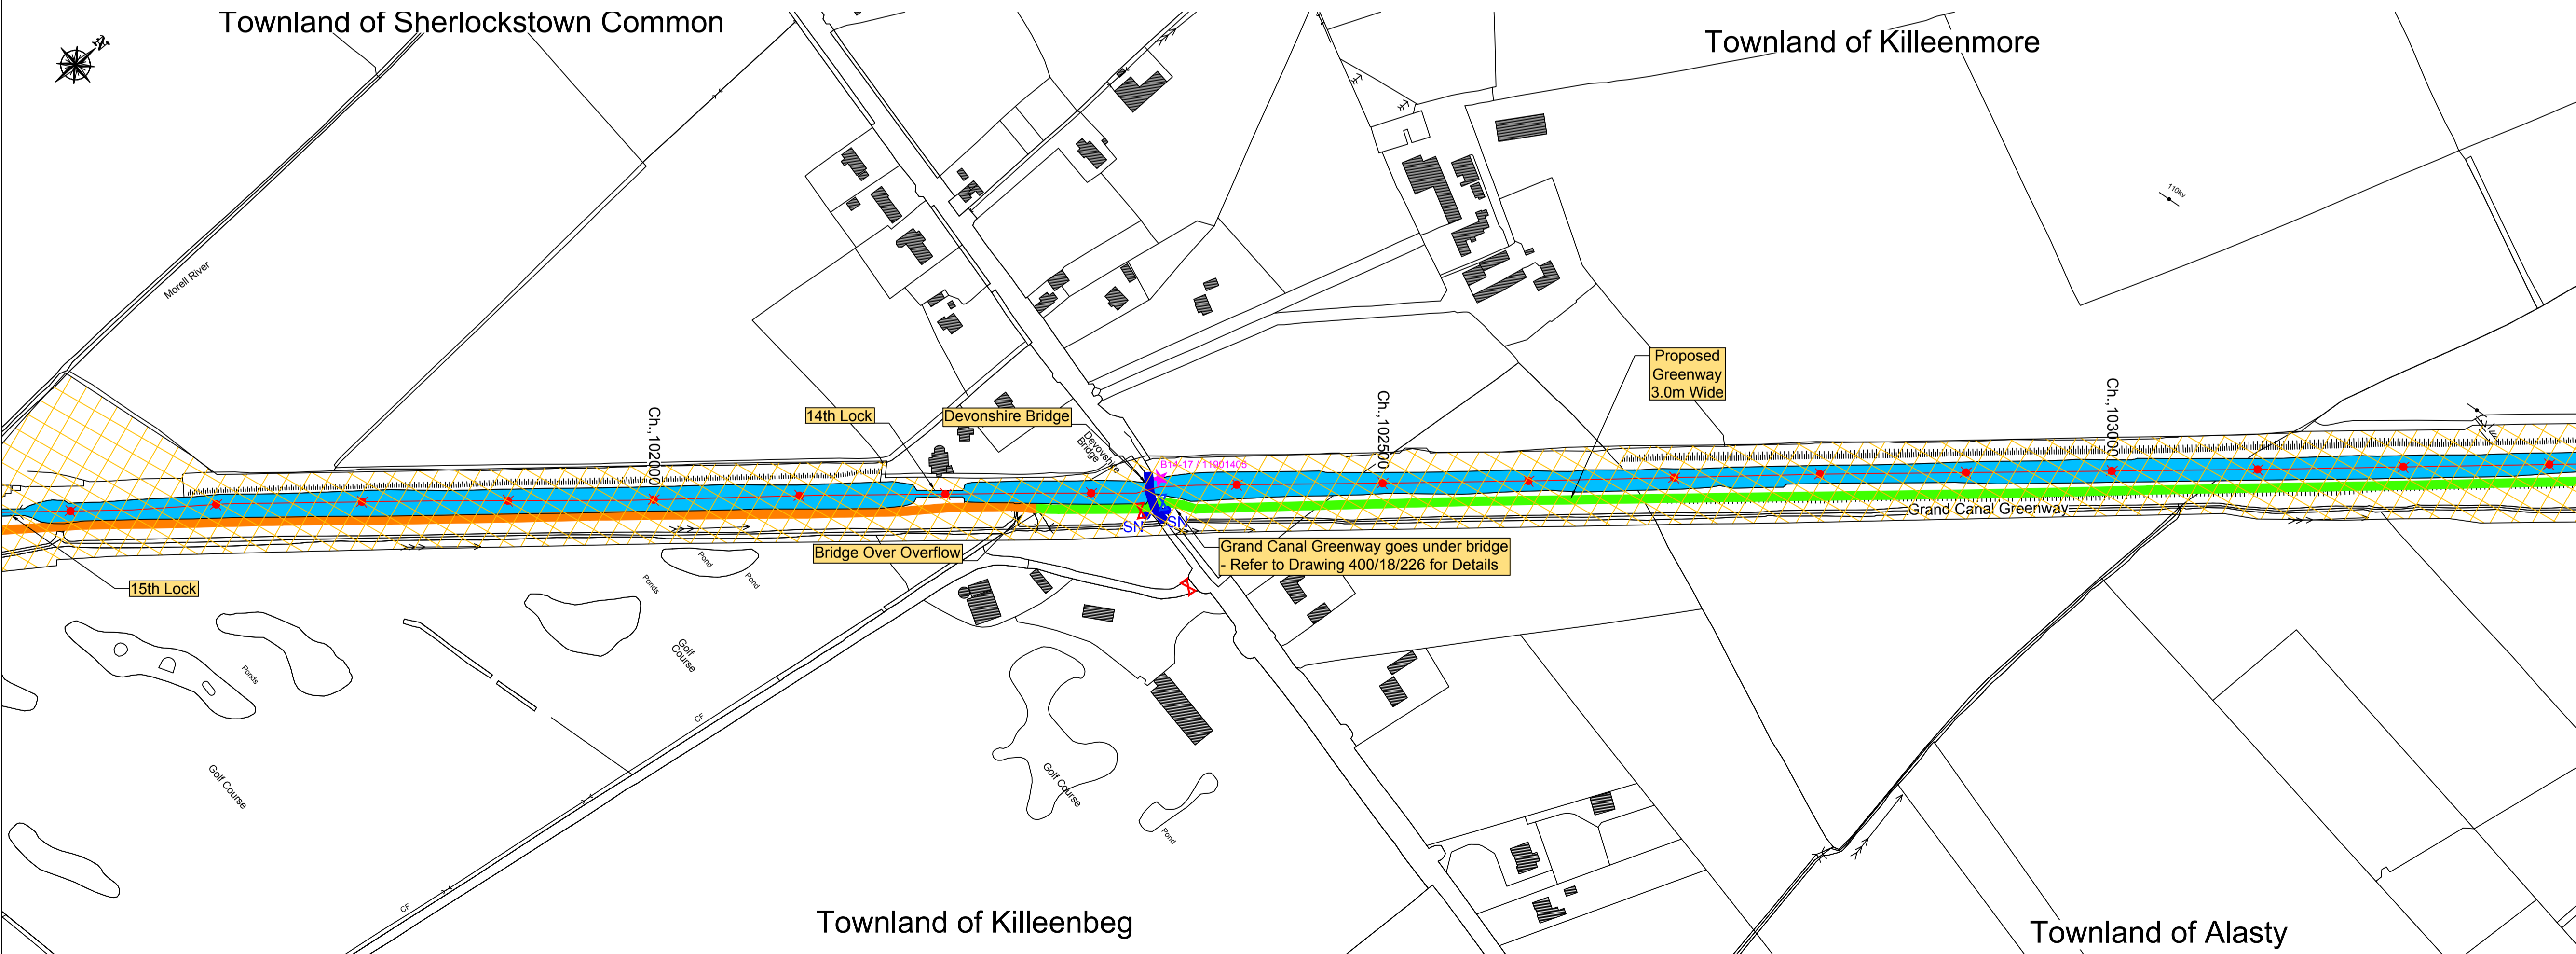 Townland of Sherlockstown Common
Townland of Killeenmore
N
110kv
Morell River
Proposed
Greenway
3.0m Wide
Ch.,102000
14th Lock
Devonshire Bridge
Devonshire
Bridge
Ch.,102500
Ch.,103000
B14-17 / 11901405
Grand Canal Greenway
SN
SN
Bridge Over Overflow
Grand Canal Greenway goes under bridge
- Refer to Drawing 400/18/226 for Details
15th Lock
Pond
Pond
Ponds
Ponds
Golf
Course
CF
Golf Course
Golf Course
Pond
CF
Townland of Killeenbeg
Townland of Alasty